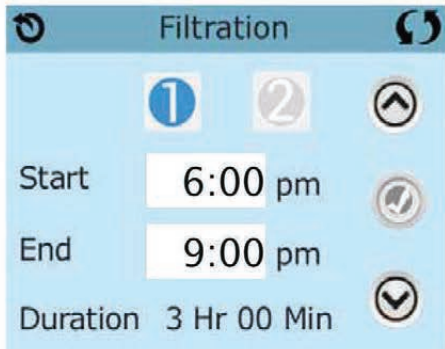 Filtration
1 2
Start 6:00 pm
End 9:00 pm
Duration 3 Hr 00 Min